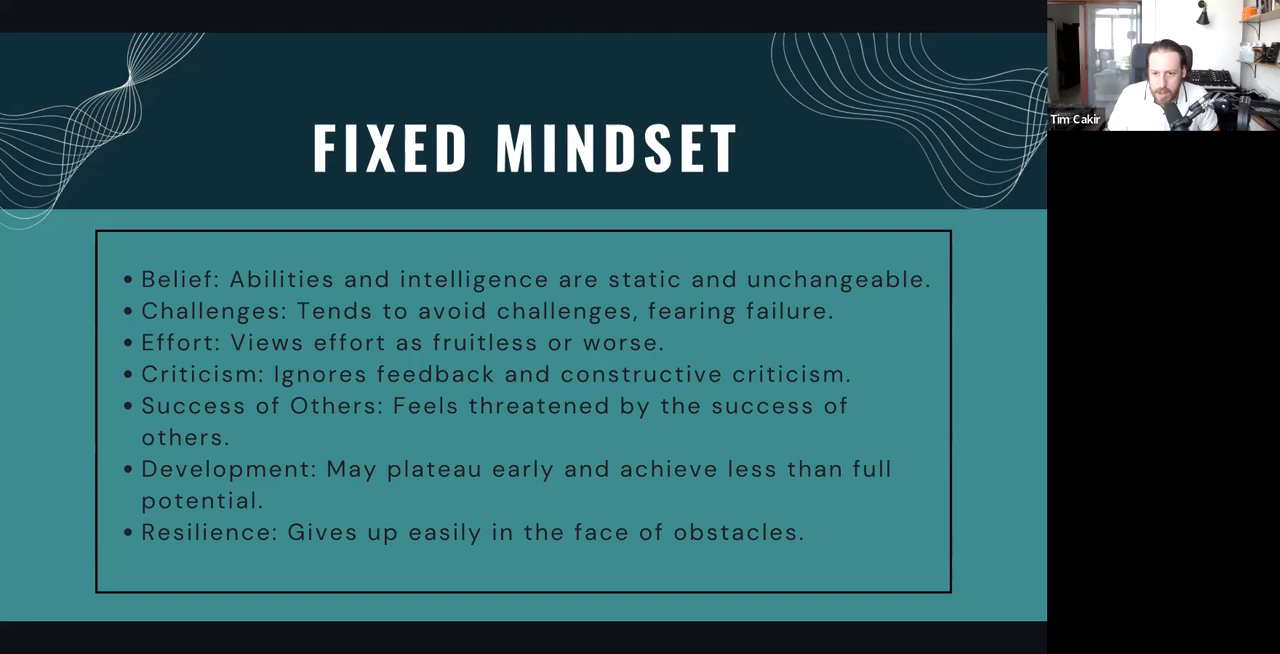 FIXED MINDSET
• Belief: Abilities and intelligence are static and unchangeable.
• Challenges: Tends to avoid challenges, fearing failure.
• Effort: Views effort as fruitless or worse.
• Criticism: Ignores feedback and constructive criticism.
• Success of Others: Feels threatened by the success of
others.
• Development: May plateau early and achieve less than full
potential.
• Resilience: Gives up easily in the face of obstacles.
Tim Cakir